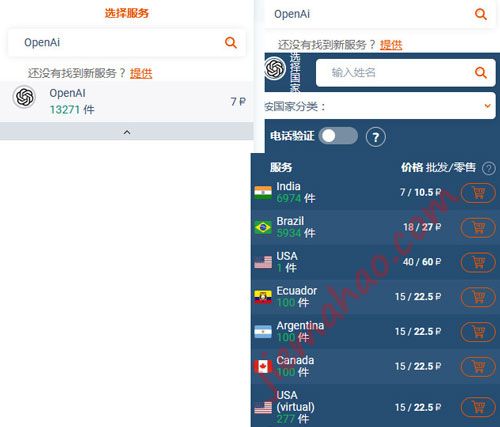 选择服务
OpenAi
还没有找到新服务？ 提供
OpenAI
13271 件
7 ₽
OpenAi
还没有找到新服务？ 提供
选择国家
输入姓名
按国家分类：
电话验证
?
服务
价格 批发/零售 ?
India
6974 件
7 / 10.5 ₽
Brazil
5934 件
18 / 27 ₽
USA
1 件
40 / 60 ₽
Ecuador
100 件
15 / 22.5 ₽
Argentina
100 件
15 / 22.5 ₽
Canada
100 件
15 / 22.5 ₽
USA
(virtual)
277 件
15 / 22.5 ₽